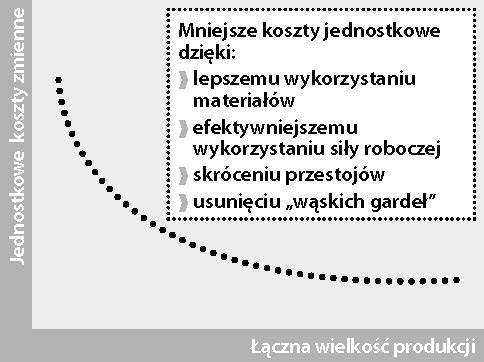 Jednostkowe koszty zmienne
Mniejsze koszty jednostkowe
dzięki:
lepszemu wykorzystaniu
materiałów
efektywniejszemu
wykorzystaniu siły roboczej
skróceniu przestojów
usunięciu „wąskich gardeł”
Łączna wielkość produkcji